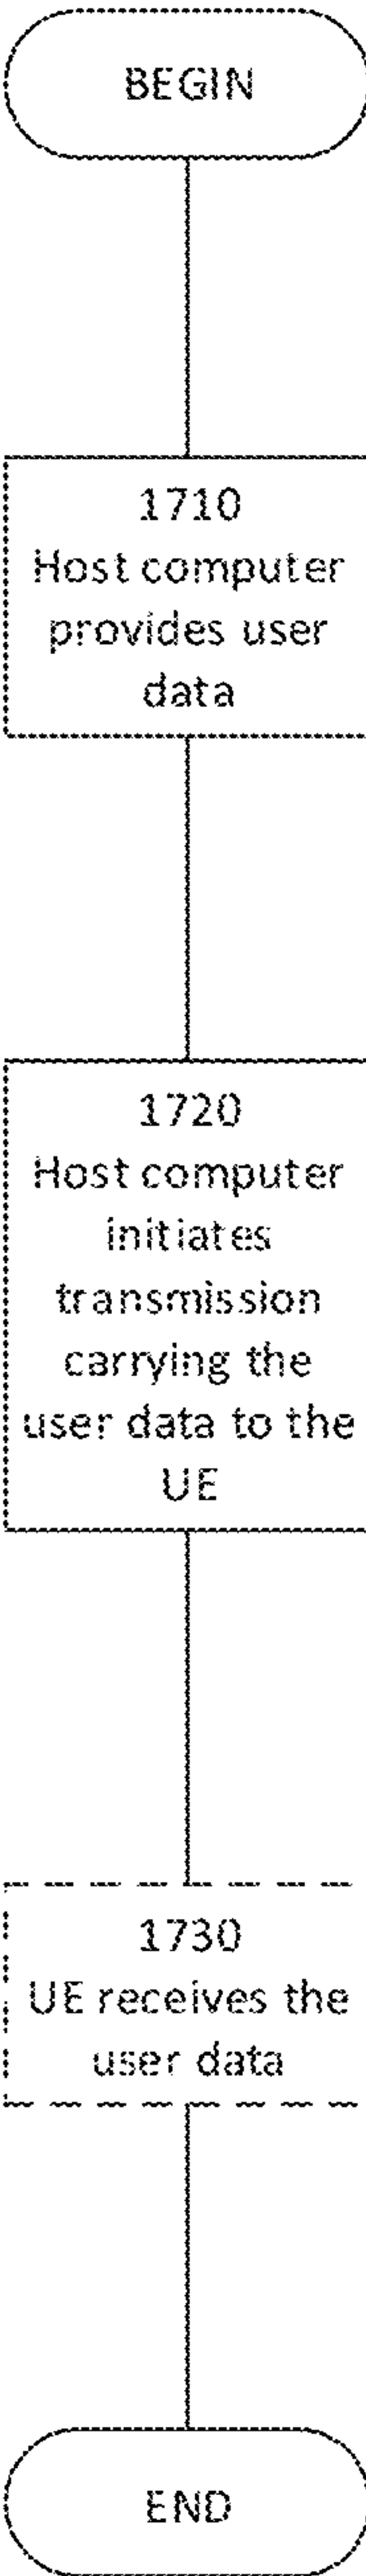 BEGIN
1710
Host computer
provides user
data
1720
Host computer
initiates
transmission
carrying the
user data to the
UE
1730
UE receives the
user data
END